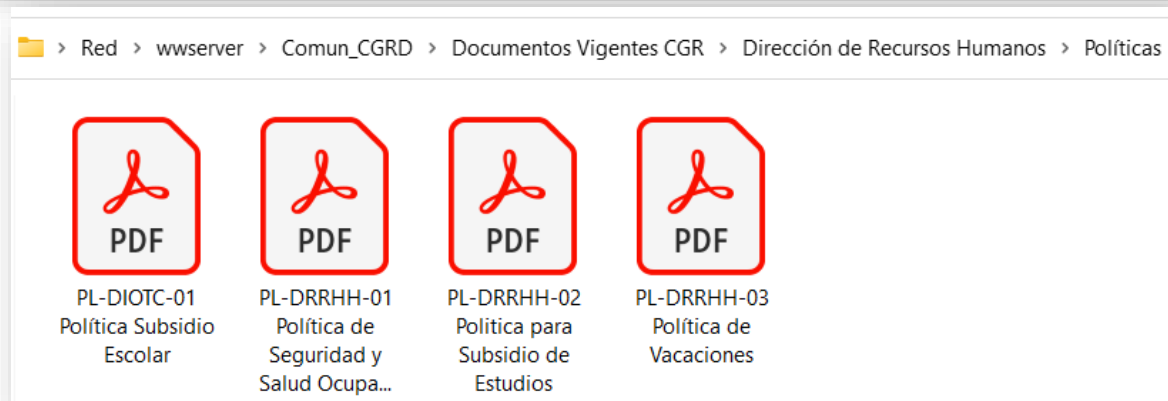 Red > wwserver > Comun_CGRD > Documentos Vigentes CGR > Dirección de Recursos Humanos > Políticas
PDF
PDF
PDF
PDF
PL-DIOTC-01
Política Subsidio
Escolar
PL-DRRHH-01
Política de
Seguridad y
Salud Ocupa...
PL-DRRHH-02
Politica para
Subsidio de
Estudios
PL-DRRHH-03
Política de
Vacaciones